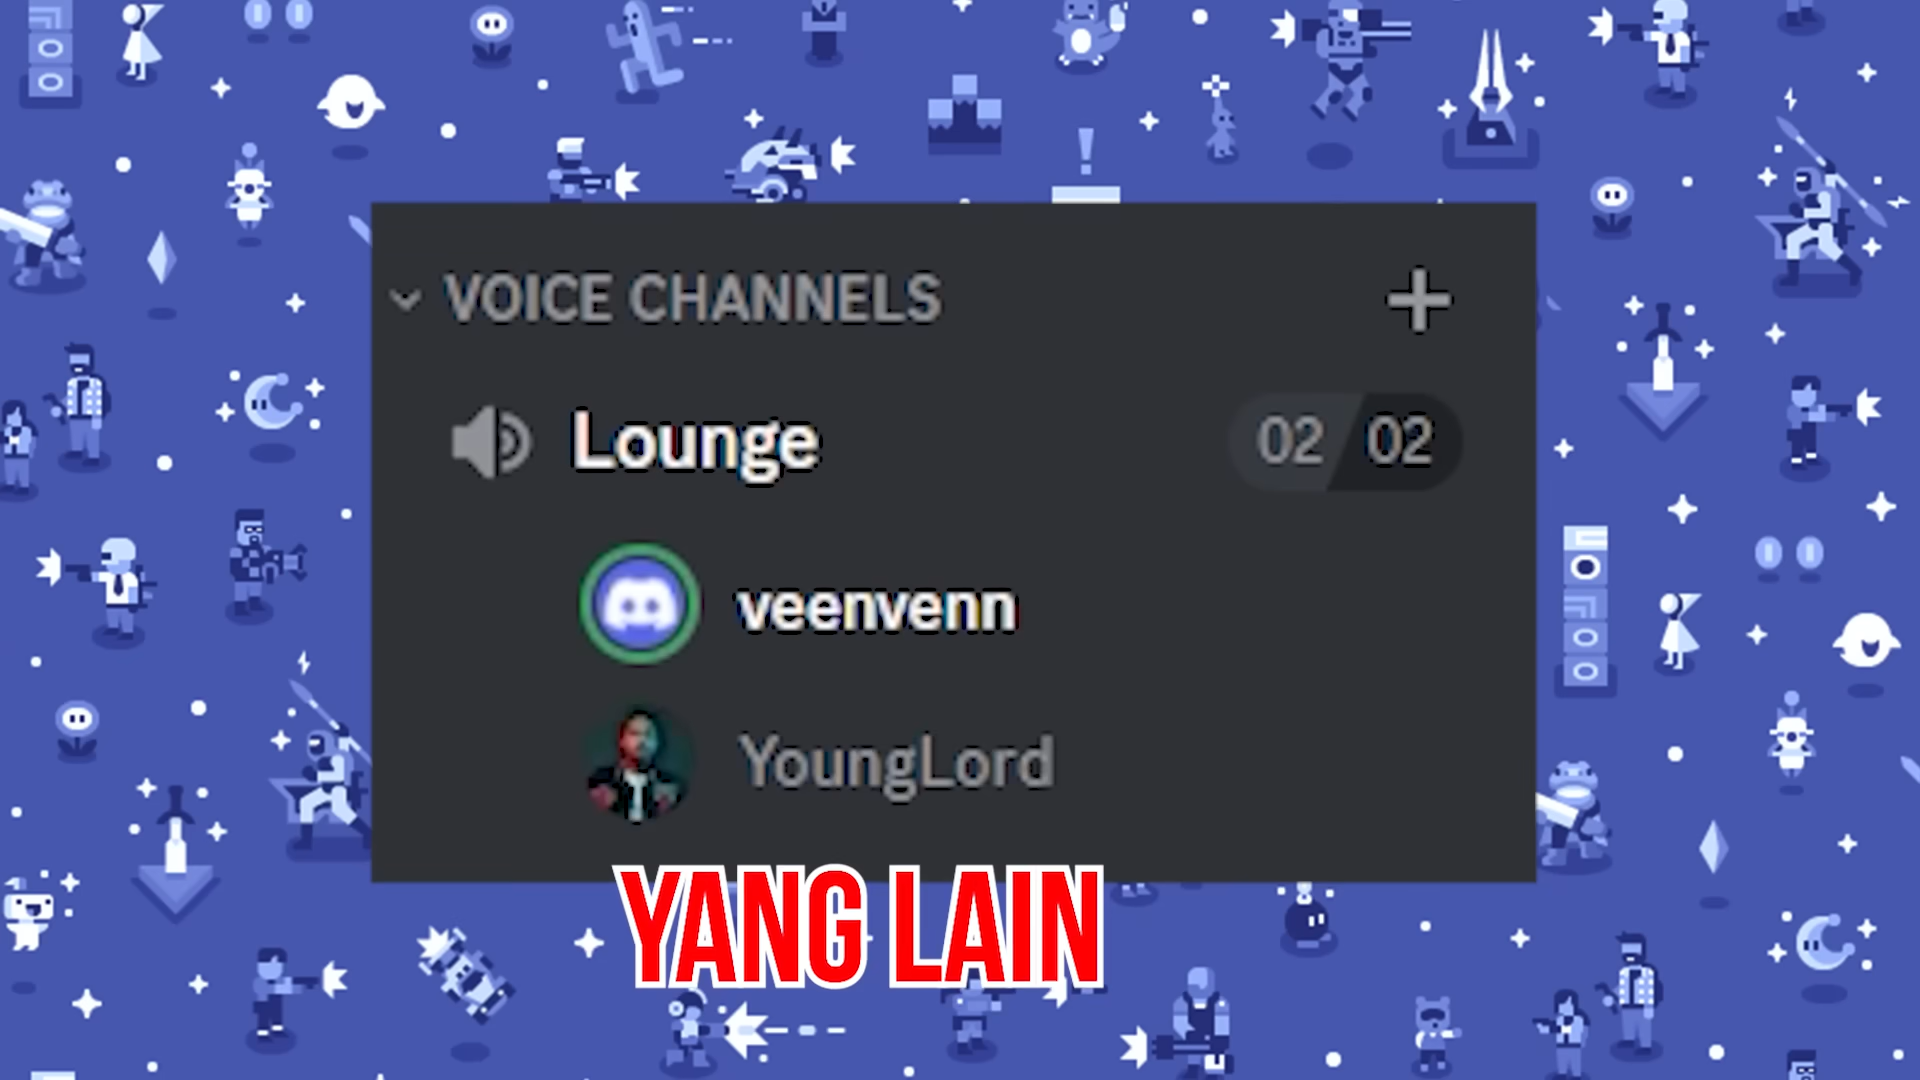 VOICE CHANNELS
Lounge 02 02
veenvenn
YoungLord
YANG LAIN